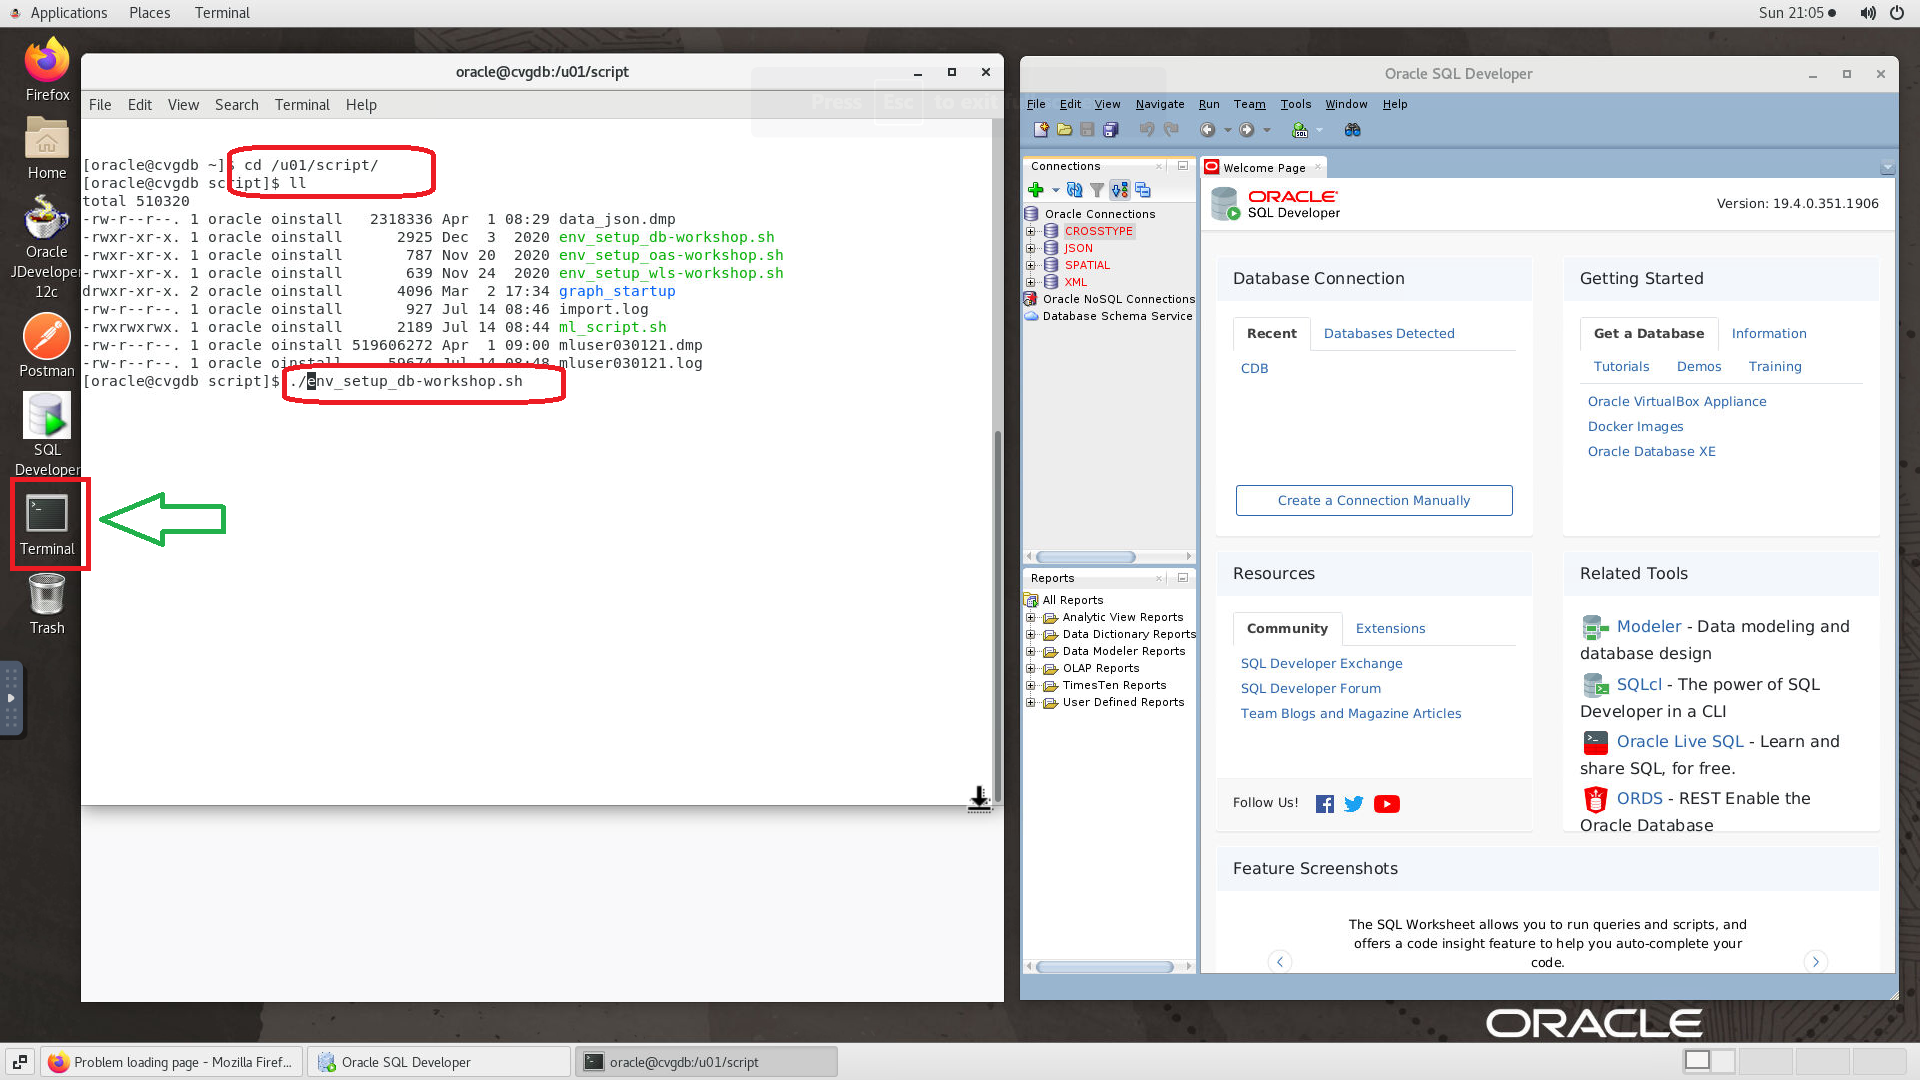 Applications Places Terminal
Sun 21:05
Firefox
Home
Oracle
JDeveloper
12c
Postman
SQL
Developer
Terminal
Trash
oracle@cvgdb:/u01/script
File Edit View Search Terminal Help
Press Esc to exit full
[oracle@cvgdb ~]$ cd /u01/script/
[oracle@cvgdb script]$ ll
total 510320
-rw-r--r--. 1 oracle oinstall 2318336 Apr 1 08:29 data_json.dmp
-rwxr-xr-x. 1 oracle oinstall 2925 Dec 3 2020 env_setup_db-workshop.sh
-rwxr-xr-x. 1 oracle oinstall 787 Nov 20 2020 env_setup_oas-workshop.sh
-rwxr-xr-x. 1 oracle oinstall 639 Nov 24 2020 env_setup_wls-workshop.sh
drwxr-xr-x. 2 oracle oinstall 4096 Mar 2 17:34 graph_startup
-rw-r--r--. 1 oracle oinstall 927 Jul 14 08:46 import.log
-rwxrwxrwx. 1 oracle oinstall 2189 Jul 14 08:44 ml_script.sh
-rw-r--r--. 1 oracle oinstall 519606272 Apr 1 09:00 mluser030121.dmp
-rw-r--r--. 1 oracle oinstall 59674 Jul 14 08:48 mluser030121.log
[oracle@cvgdb script]$ ./env_setup_db-workshop.sh
Oracle SQL Developer
File Edit View Navigate Run Team Tools Window Help
Connections
Oracle Connections
CROSSTYPE
JSON
SPATIAL
XML
Oracle NoSQL Connections
Database Schema Service
Reports
All Reports
Analytic View Reports
Data Dictionary Reports
Data Modeler Reports
OLAP Reports
TimesTen Reports
User Defined Reports
Welcome Page
ORACLE
SQL Developer
Version: 19.4.0.351.1906
Database Connection
Recent Databases Detected
CDB
Create a Connection Manually
Getting Started
Get a Database Information
Tutorials Demos Training
Oracle VirtualBox Appliance
Docker Images
Oracle Database XE
Resources
Community Extensions
SQL Developer Exchange
SQL Developer Forum
Team Blogs and Magazine Articles
Follow Us!
Related Tools
Modeler - Data modeling and
database design
SQLcl - The power of SQL
Developer in a CLI
Oracle Live SQL - Learn and
share SQL, for free.
ORDS - REST Enable the
Oracle Database
Feature Screenshots
The SQL Worksheet allows you to run queries and scripts, and
offers a code insight feature to help you auto-complete your
code.
ORACLE
Problem loading page - Mozilla Firef...
Oracle SQL Developer
oracle@cvgdb:/u01/script